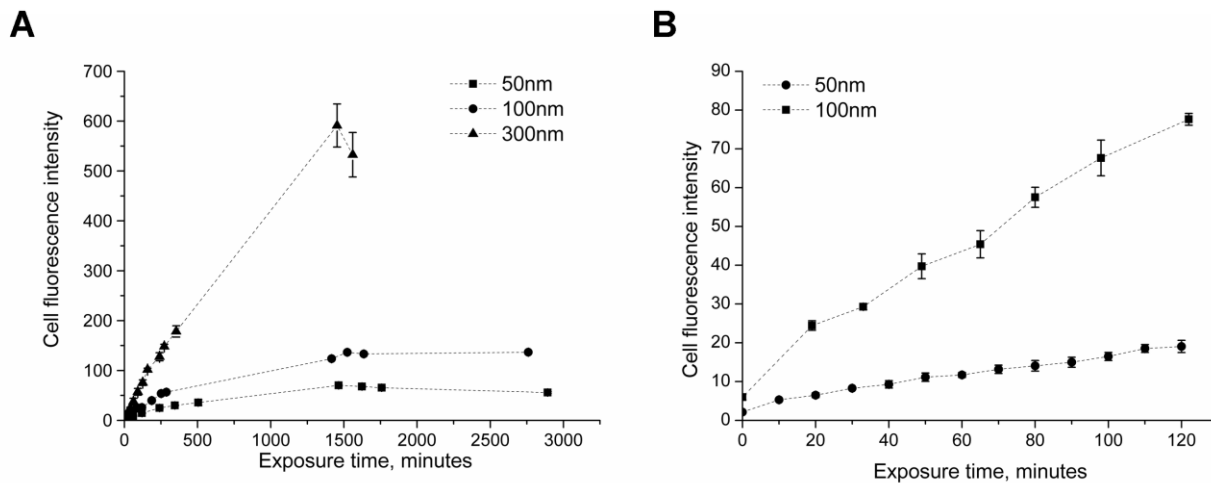 A
B
700
600
500
400
300
200
100
0
Cell fluorescence intensity
50nm
100nm
300nm
0 500 1000 1500 2000 2500 3000
Exposure time, minutes
90
80
70
60
50
40
30
20
10
0
Cell fluorescence intensity
50nm
100nm
0 20 40 60 80 100 120
Exposure time, minutes